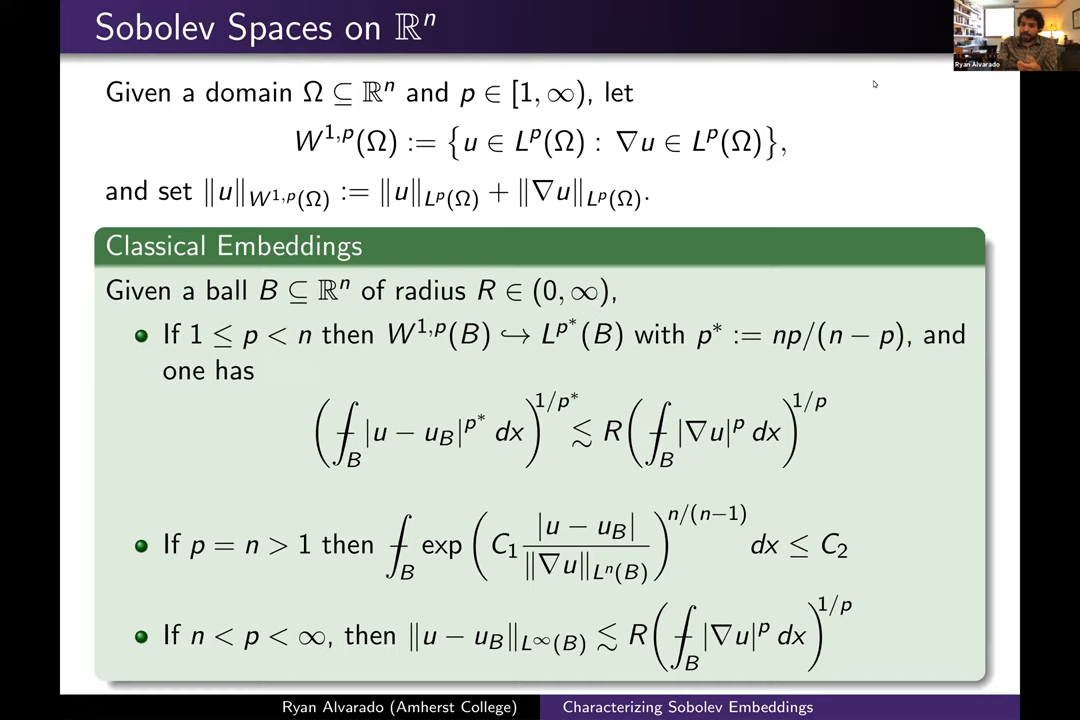 Sobolev Spaces on ℝⁿ
Ryan Alvarado
Given a domain Ω ⊆ ℝⁿ and p ∈ [1, ∞), let
W^{1,p}(Ω) := {u ∈ L^p(Ω) : ∇u ∈ L^p(Ω)},
and set ‖u‖_{W^{1,p}(Ω)} := ‖u‖_{L^p(Ω)} + ‖∇u‖_{L^p(Ω)}.
Classical Embeddings
Given a ball B ⊆ ℝⁿ of radius R ∈ (0, ∞),
• If 1 ≤ p < n then W^{1,p}(B) ↪ L^{p*}(B) with p* := np/(n − p), and
one has
(⨍_B |u − u_B|^{p*} dx)^{1/p*} ≲ R(⨍_B |∇u|^p dx)^{1/p}
• If p = n > 1 then ⨍_B exp (C₁ |u − u_B| / ‖∇u‖_{Lⁿ(B)})^{n/(n−1)} dx ≤ C₂
• If n < p < ∞, then ‖u − u_B‖_{L^∞(B)} ≲ R(⨍_B |∇u|^p dx)^{1/p}
Ryan Alvarado (Amherst College) Characterizing Sobolev Embeddings